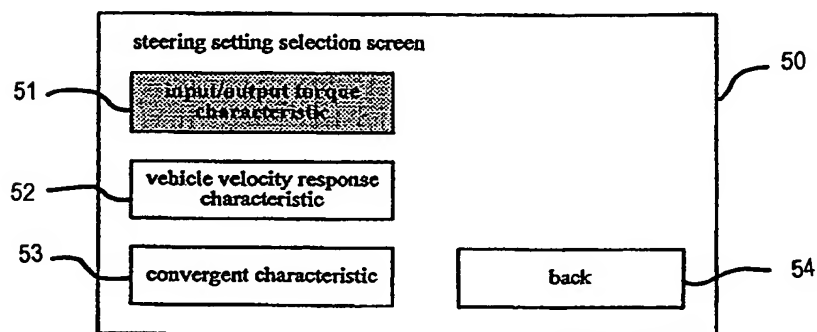 steering setting selection screen
50
51
input/output torque
characteristic
52
vehicle velocity response
characteristic
53
convergent characteristic
back
54